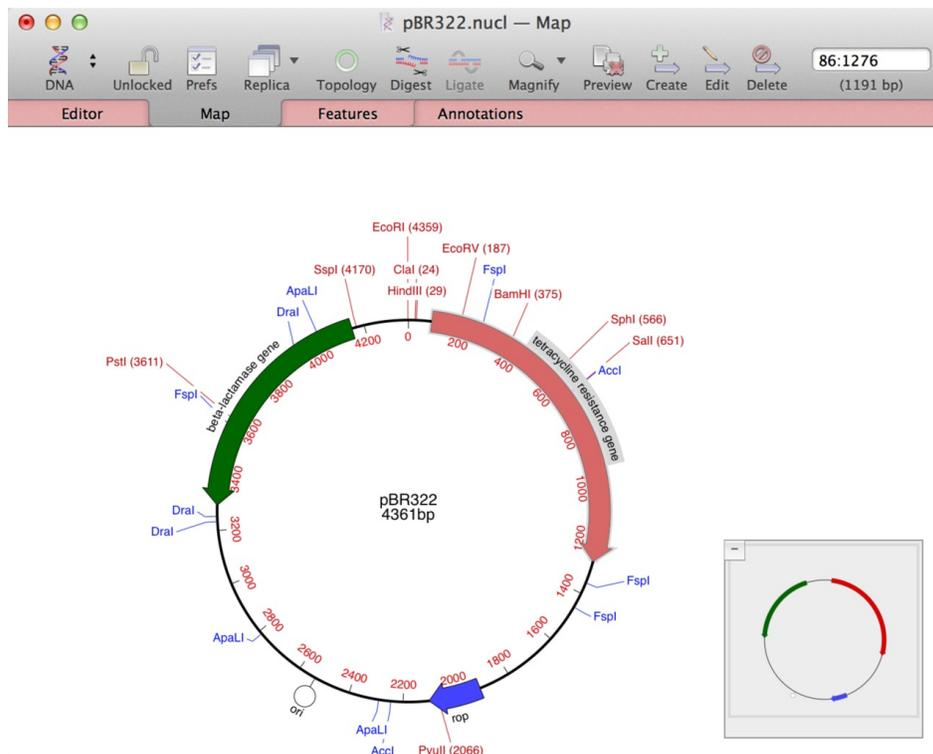 pBR322.nucl — Map
DNA Unlocked Prefs Replica Topology Digest Ligate Magnify Preview Create Edit Delete
86:1276
(1191 bp)
Editor Map Features Annotations
EcoRI (4359)
EcoRV (187)
SspI (4170) ClaI (24) FspI
ApaLI HindIII (29) BamHI (375)
DraI
SphI (566)
SalI (651)
PstI (3611)
AccI
FspI
beta-lactamase gene
tetracycline resistance gene
0
200
400
600
800
1000
1200
1400
1600
1800
2000
2200
2400
2600
2800
3000
3200
3400
3600
3800
4000
4200
pBR322
4361bp
DraI
DraI
FspI
FspI
ApaLI
ori
rop
ApaLI
AccI
PvuII (2066)